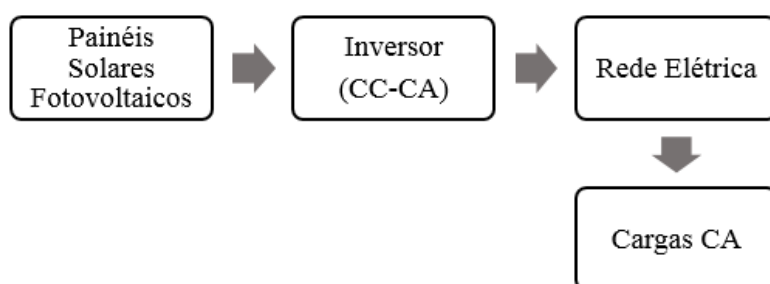 Painéis
Solares
Fotovoltaicos
Inversor
(CC-CA)
Rede Elétrica
Cargas CA